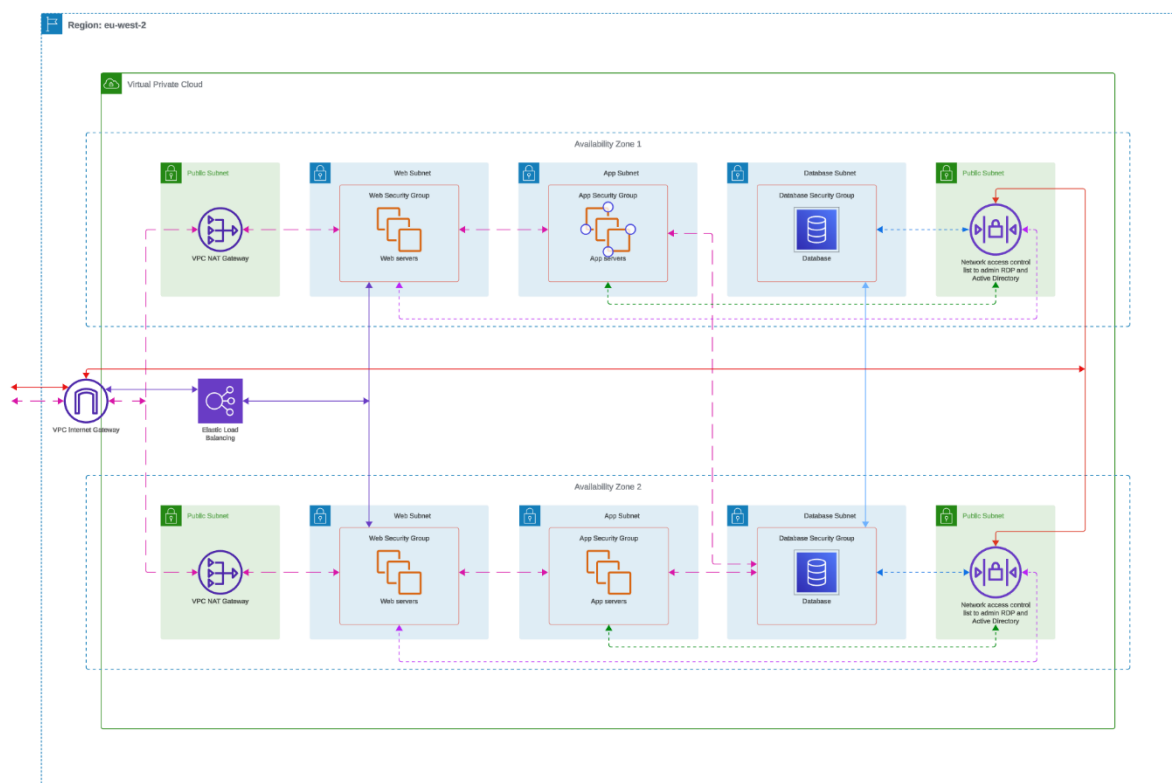 Region: eu-west-2
Virtual Private Cloud
Availability Zone 1
Public Subnet
Web Subnet
App Subnet
Database Subnet
Public Subnet
Web Security Group
App Security Group
Database Security Group
VPC NAT Gateway
Web servers
App servers
Database
Network access control
list to admin RDP and
Active Directory
VPC Internet Gateway
Elastic Load
Balancing
Availability Zone 2
Public Subnet
Web Subnet
App Subnet
Database Subnet
Public Subnet
Web Security Group
App Security Group
Database Security Group
VPC NAT Gateway
Web servers
App servers
Database
Network access control
list to admin RDP and
Active Directory